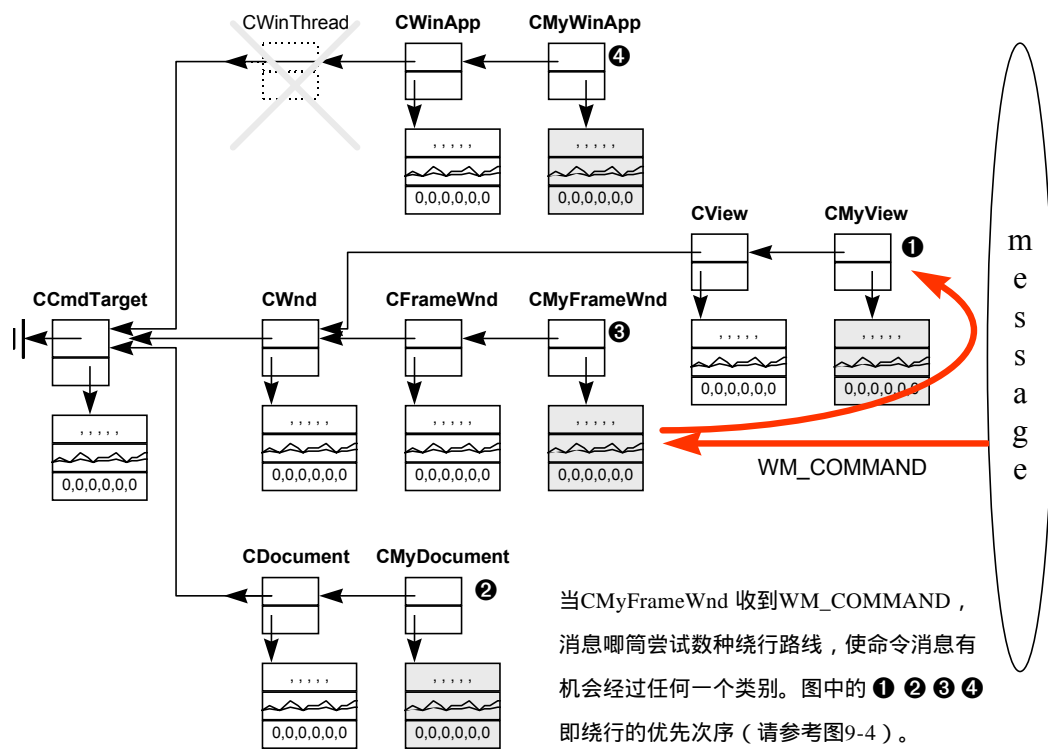 CWinThread CWinApp CMyWinApp
❹
, , , , , , , , , ,
0,0,0,0,0,0 0,0,0,0,0,0
CView CMyView
❶
CCmdTarget CWnd CFrameWnd CMyFrameWnd
❸
, , , , , , , , , ,
0,0,0,0,0,0 0,0,0,0,0,0
, , , , , , , , , , , , , , , , , , , ,
0,0,0,0,0,0 0,0,0,0,0,0 0,0,0,0,0,0 0,0,0,0,0,0
WM_COMMAND
message
CDocument CMyDocument
❷
, , , , , , , , , ,
0,0,0,0,0,0 0,0,0,0,0,0
当CMyFrameWnd 收到WM_COMMAND，
消息唧筒尝试数种绕行路线，使命令消息有
机会经过任何一个类别。图中的 ❶ ❷ ❸ ❹
即绕行的优先次序（请参考图9-4）。